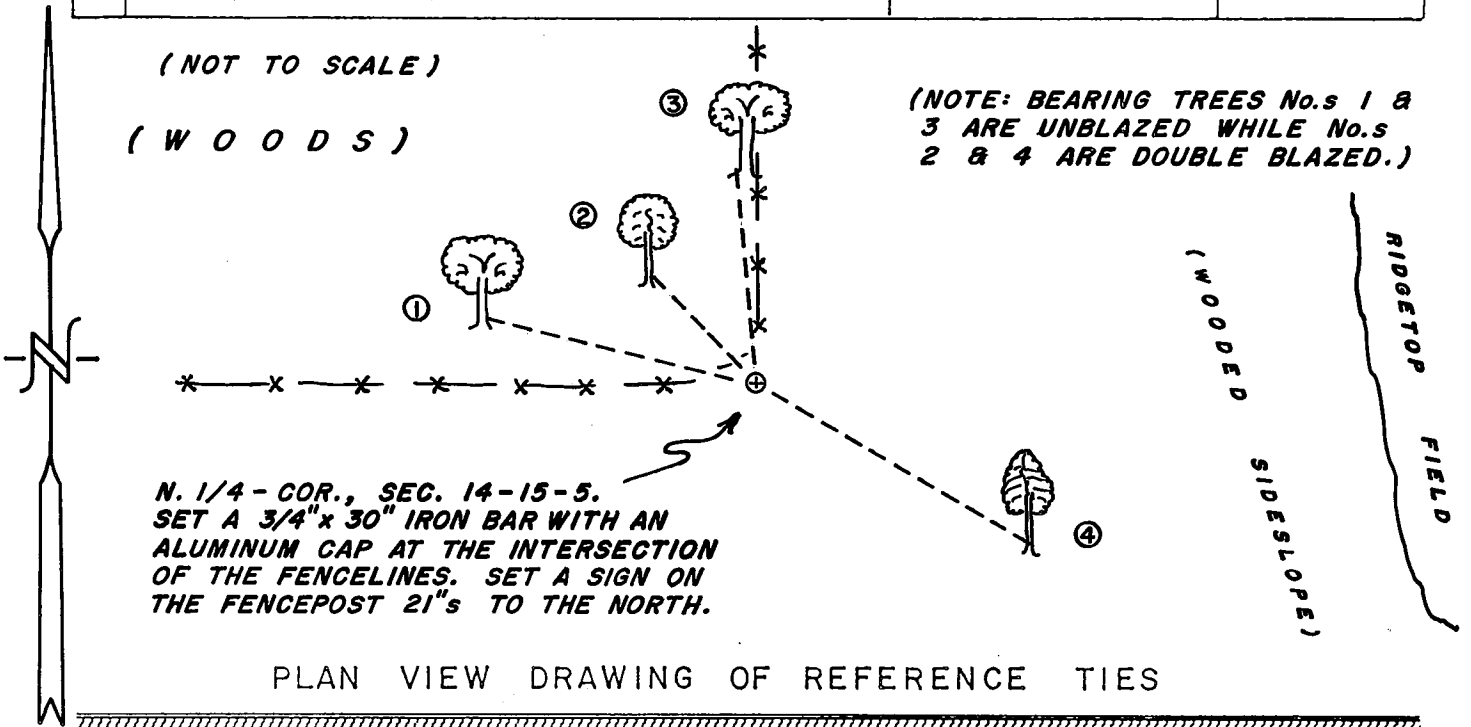 (NOT TO SCALE)
(WOODS)
③
(NOTE: BEARING TREES No.s 1 &
3 ARE UNBLAZED WHILE No.s
2 & 4 ARE DOUBLE BLAZED.)
②
①
N
(WOODED SIDESLOPE)
RIDGETOP FIELD
N. 1/4 - COR., SEC. 14-15-5.
SET A 3/4" x 30" IRON BAR WITH AN
ALUMINUM CAP AT THE INTERSECTION
OF THE FENCELINES. SET A SIGN ON
THE FENCEPOST 21"s TO THE NORTH.
④
PLAN VIEW DRAWING OF REFERENCE TIES